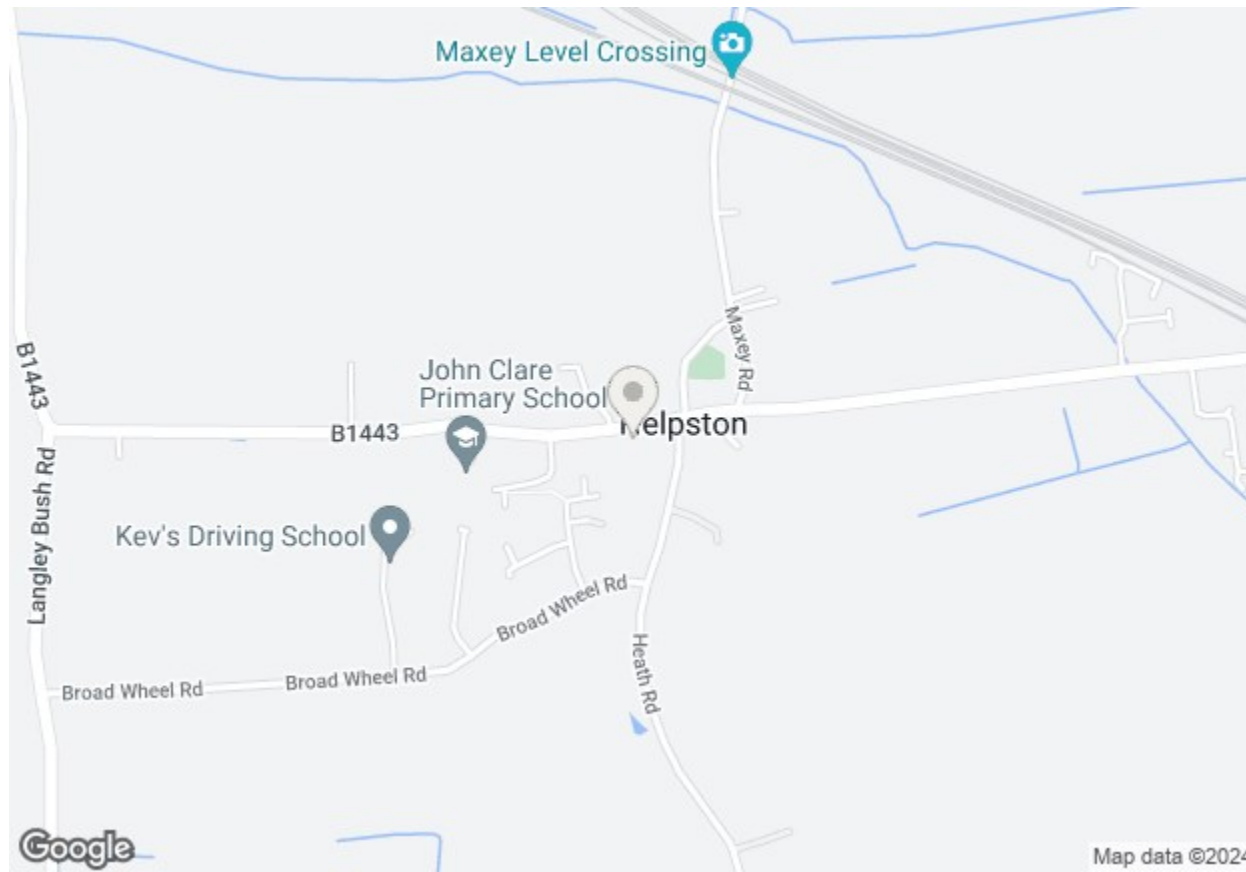 Maxey Level Crossing
B1443
Maxey Rd
John Clare
Primary School
Helpston
B1443
Langley Bush Rd
Kev's Driving School
Broad Wheel Rd
Heath Rd
Broad Wheel Rd
Broad Wheel Rd
Google
Map data ©2024